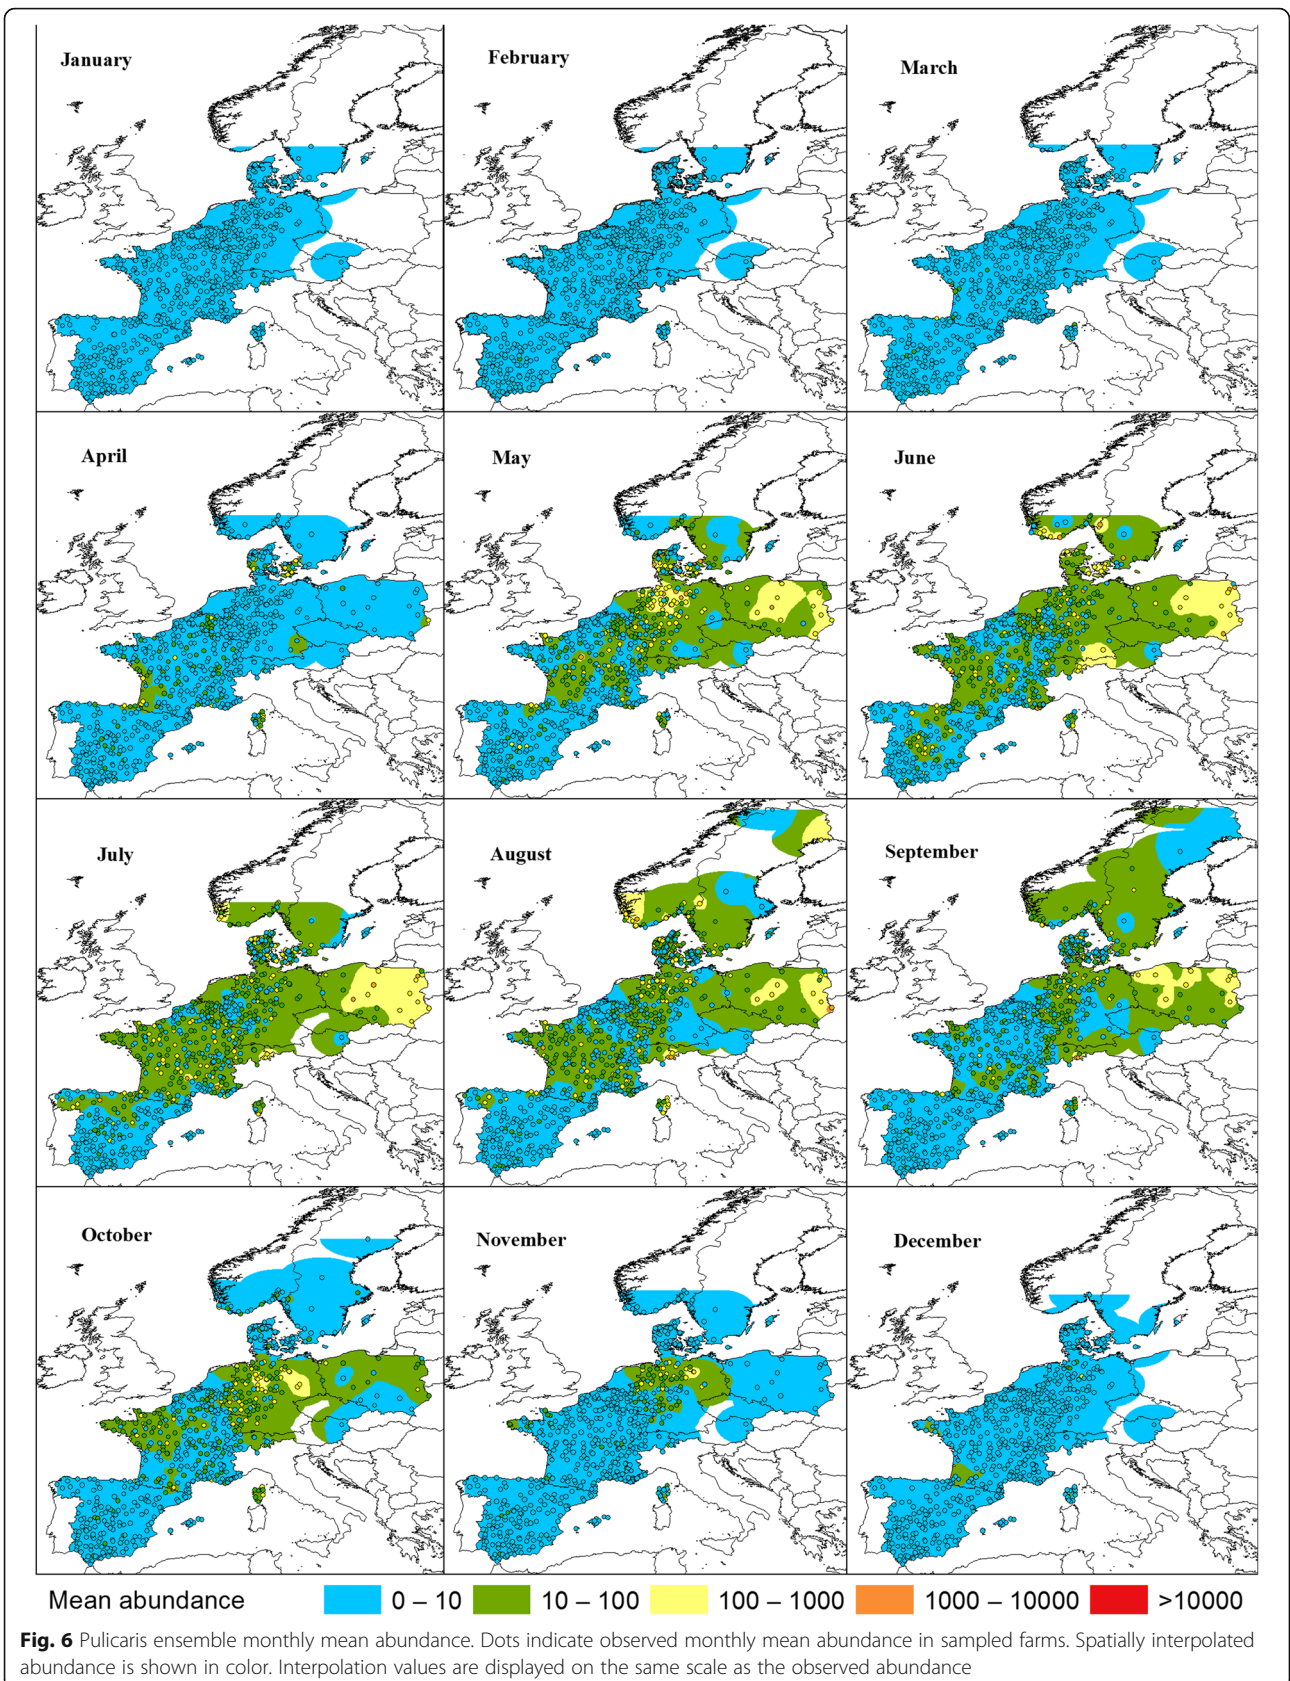 January
February
March
April
May
June
July
August
September
October
November
December
Mean abundance 0 – 10 10 – 100 100 – 1000 1000 – 10000 >10000
Fig. 6 Pulicaris ensemble monthly mean abundance. Dots indicate observed monthly mean abundance in sampled farms. Spatially interpolated
abundance is shown in color. Interpolation values are displayed on the same scale as the observed abundance